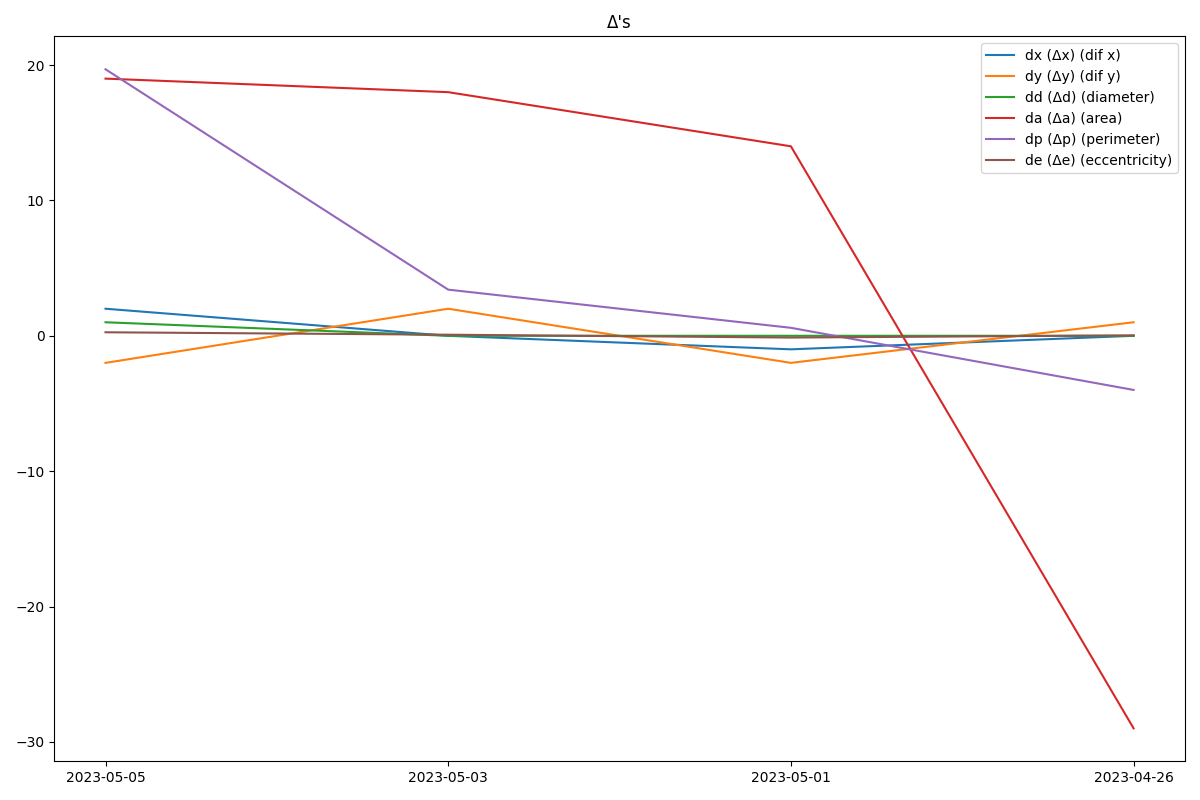 Δ's
dx (Δx) (dif x)
dy (Δy) (dif y)
dd (Δd) (diameter)
da (Δa) (area)
dp (Δp) (perimeter)
de (Δe) (eccentricity)
20
10
0
−10
−20
−30
2023-05-05 2023-05-03 2023-05-01 2023-04-26